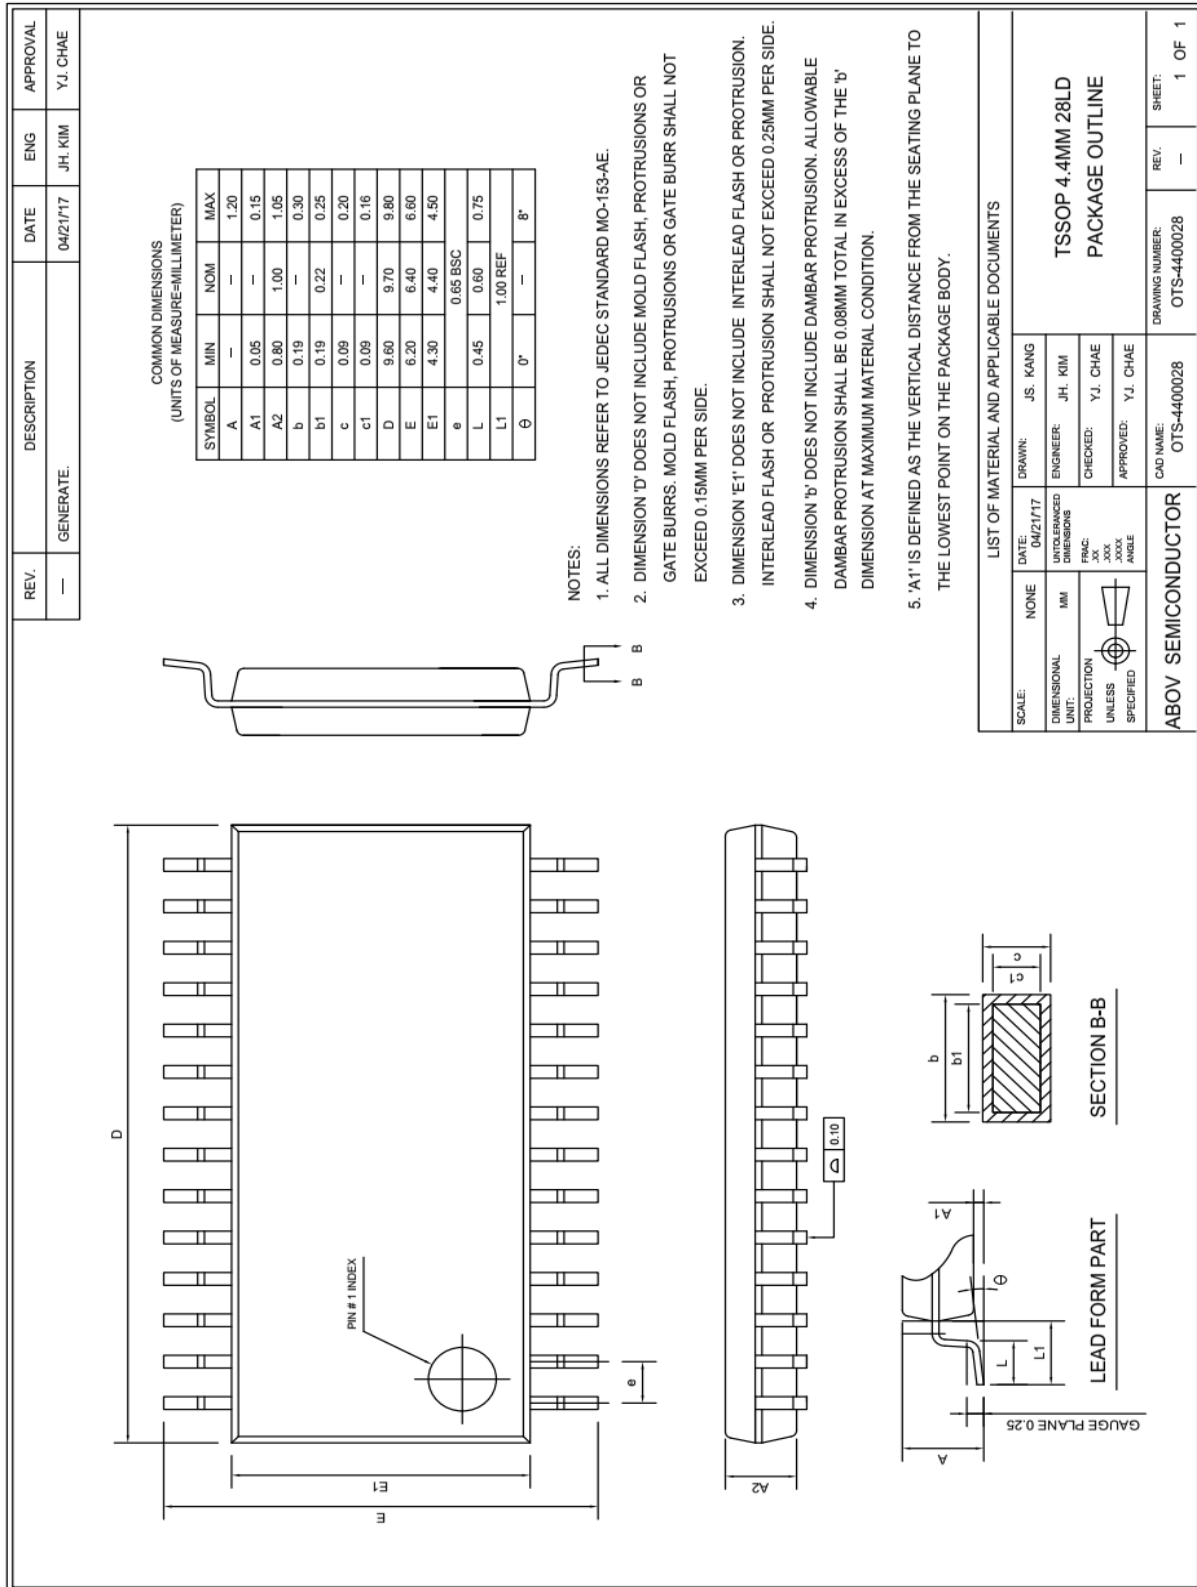 REV. DESCRIPTION DATE ENG APPROVAL
— GENERATE. 04/21/'17 JH. KIM YJ. CHAE
COMMON DIMENSIONS
(UNITS OF MEASURE=MILLIMETER)
SYMBOL MIN NOM MAX
A — — 1.20
A1 0.05 — 0.15
A2 0.80 1.00 1.05
b 0.19 — 0.30
b1 0.19 0.22 0.25
c 0.09 — 0.20
c1 0.09 — 0.16
D 9.60 9.70 9.80
E 6.20 6.40 6.60
E1 4.30 4.40 4.50
e 0.65 BSC
L 0.45 0.60 0.75
L1 1.00 REF
θ 0° — 8°
NOTES:
1. ALL DIMENSIONS REFER TO JEDEC STANDARD MO-153-AE.
2. DIMENSION 'D' DOES NOT INCLUDE MOLD FLASH, PROTRUSIONS OR
GATE BURRS. MOLD FLASH, PROTRUSIONS OR GATE BURR SHALL NOT
EXCEED 0.15MM PER SIDE.
3. DIMENSION 'E1' DOES NOT INCLUDE INTERLEAD FLASH OR PROTRUSION.
INTERLEAD FLASH OR PROTRUSION SHALL NOT EXCEED 0.25MM PER SIDE.
4. DIMENSION 'b' DOES NOT INCLUDE DAMBAR PROTRUSION. ALLOWABLE
DAMBAR PROTRUSION SHALL BE 0.08MM TOTAL IN EXCESS OF THE 'b'
DIMENSION AT MAXIMUM MATERIAL CONDITION.
5. 'A1' IS DEFINED AS THE VERTICAL DISTANCE FROM THE SEATING PLANE TO
THE LOWEST POINT ON THE PACKAGE BODY.
D
E
E1
PIN # 1 INDEX
e
B
B
A2
0.10
A
A1
θ
L
L1
GAUGE PLANE 0.25
LEAD FORM PART
b
b1
c
c1
SECTION B-B
LIST OF MATERIAL AND APPLICABLE DOCUMENTS
SCALE: NONE
DATE: 04/21/'17
DRAWN: JS. KANG
DIMENSIONAL UNIT: MM
UNTOLERANCED
DIMENSIONS
ENGINEER: JH. KIM
PROJECTION
UNLESS
SPECIFIED
FRAC:
.XX
.XXX
.XXXX
ANGLE
CHECKED: YJ. CHAE
APPROVED: YJ. CHAE
TSSOP 4.4MM 28LD
PACKAGE OUTLINE
ABOV SEMICONDUCTOR
CAD NAME:
OTS-4400028
DRAWING NUMBER:
OTS-4400028
REV.
—
SHEET:
1 OF 1